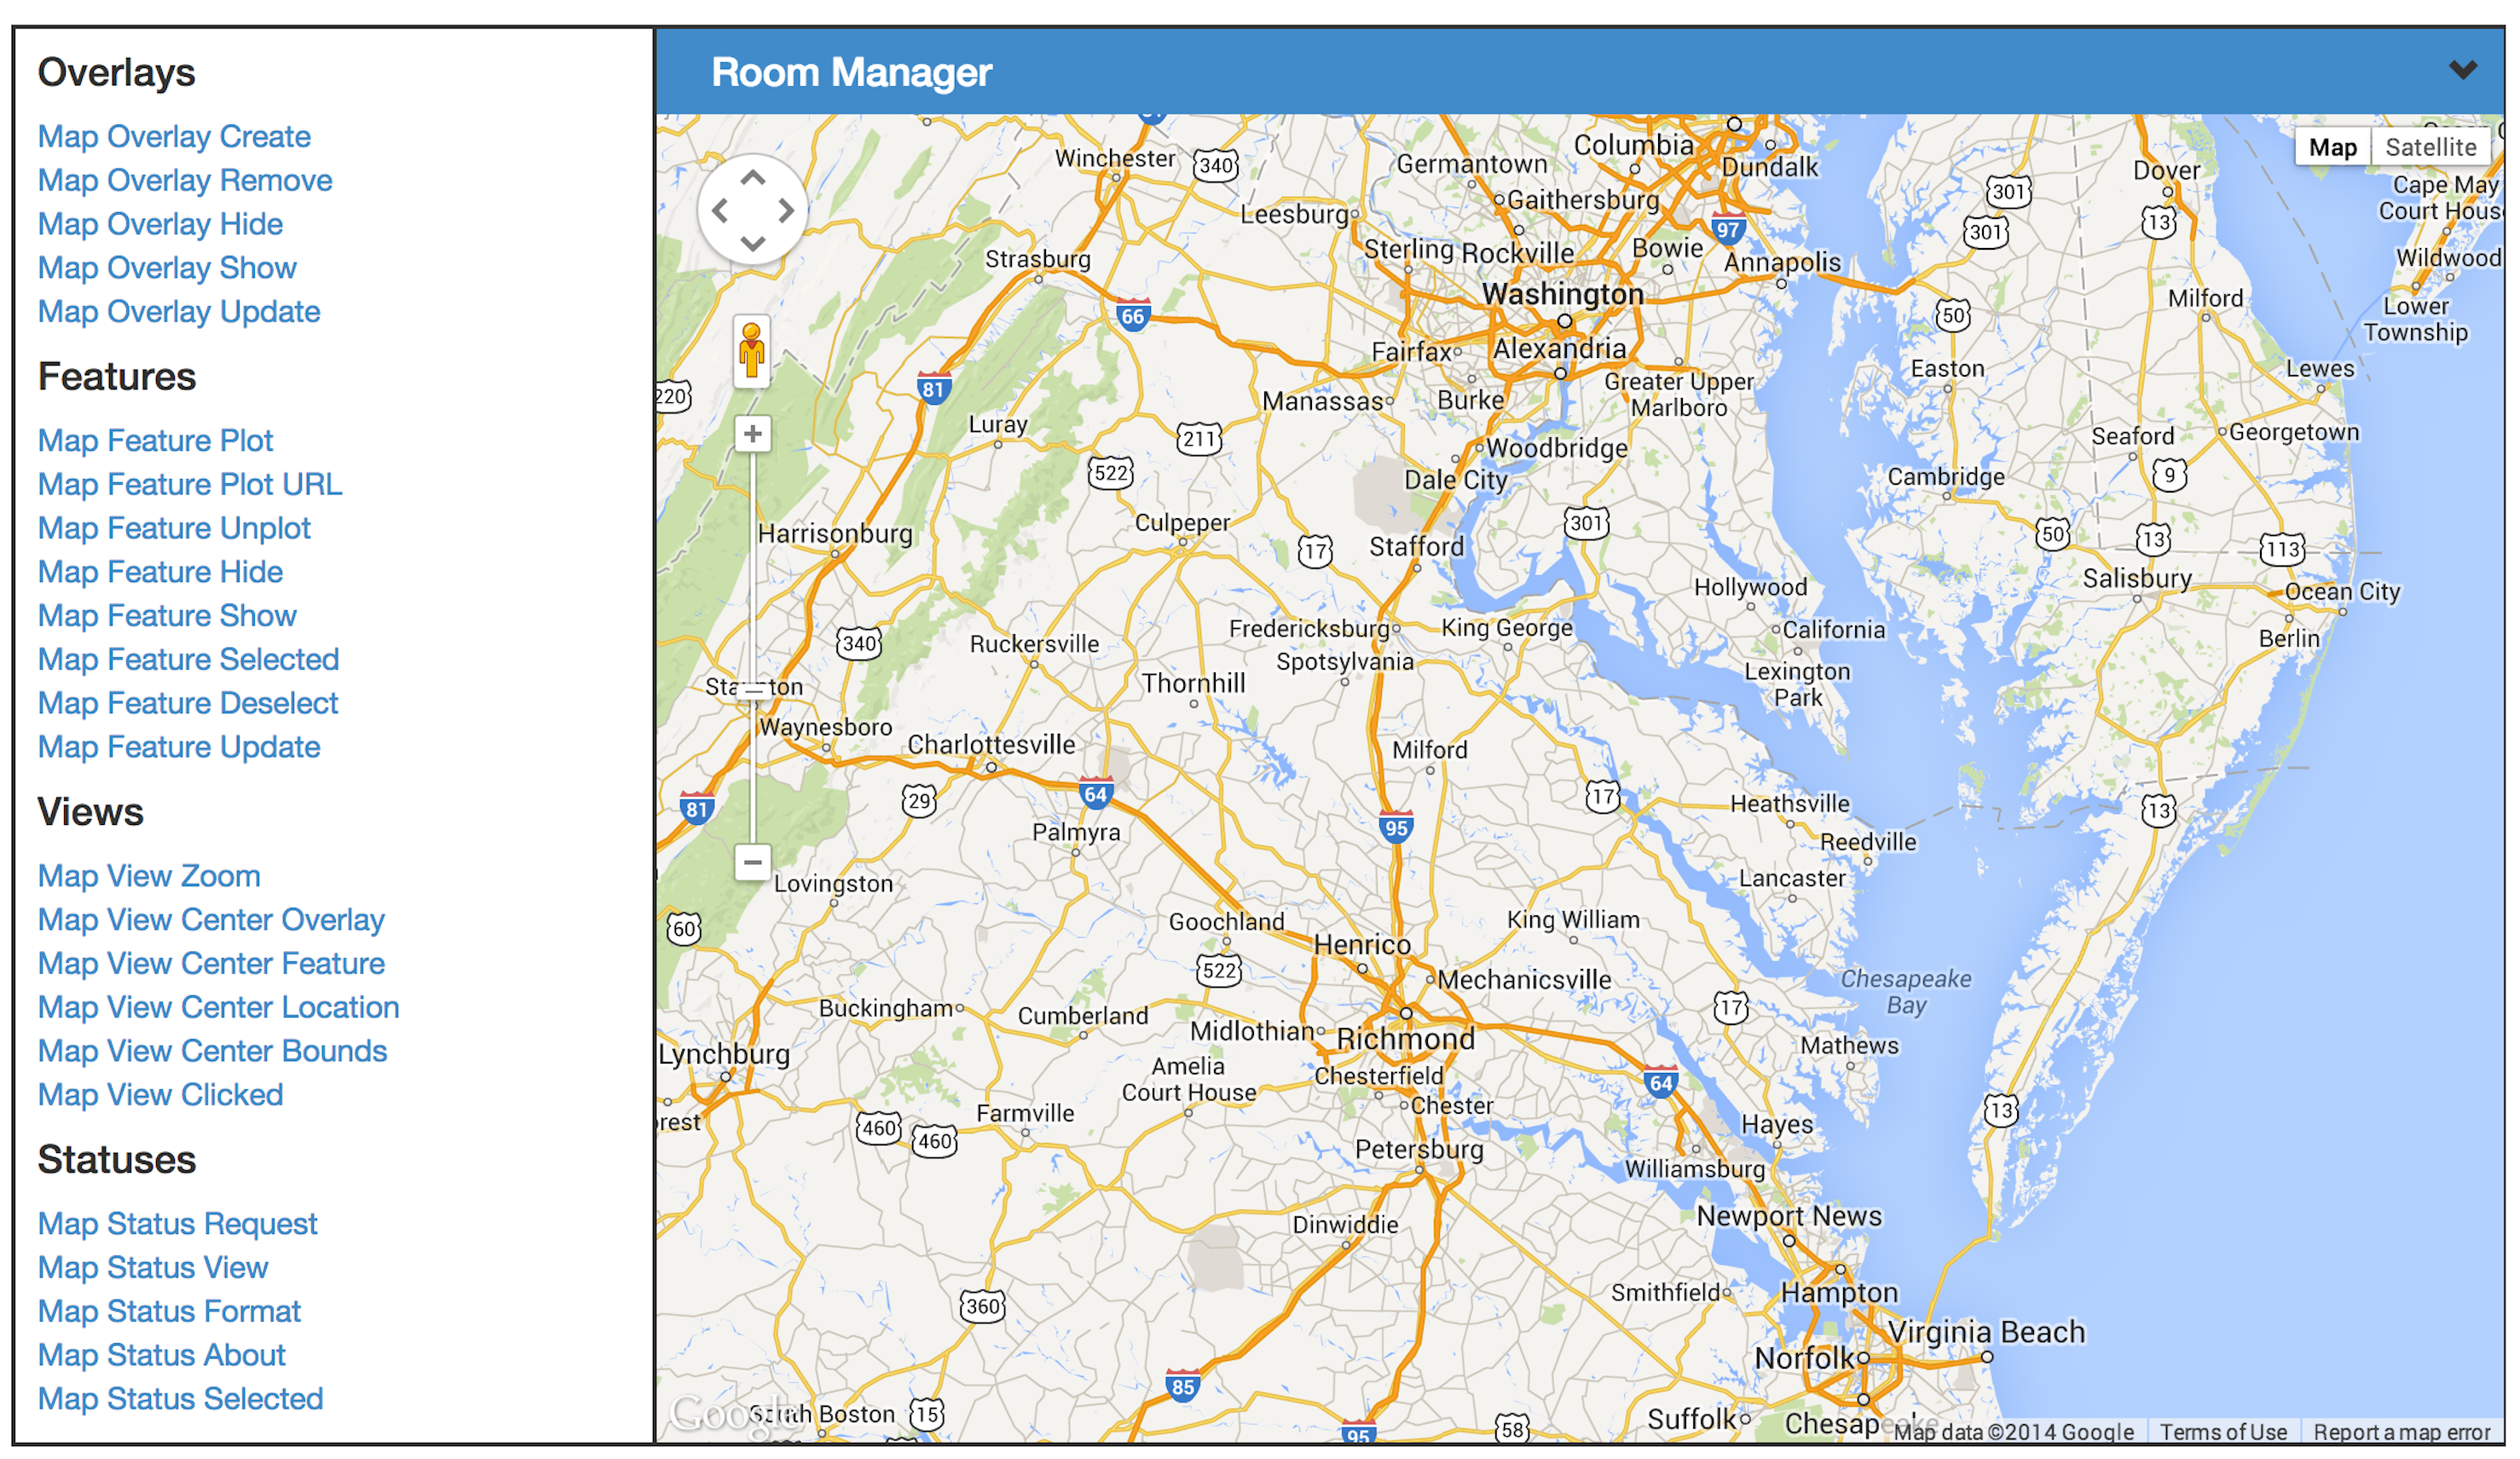 Overlays
Map Overlay Create
Map Overlay Remove
Map Overlay Hide
Map Overlay Show
Map Overlay Update
Features
Map Feature Plot
Map Feature Plot URL
Map Feature Unplot
Map Feature Hide
Map Feature Show
Map Feature Selected
Map Feature Deselect
Map Feature Update
Views
Map View Zoom
Map View Center Overlay
Map View Center Feature
Map View Center Location
Map View Center Bounds
Map View Clicked
Statuses
Map Status Request
Map Status View
Map Status Format
Map Status About
Map Status Selected
Room Manager
Map Satellite
Winchester
340
Germantown
Columbia
Dundalk
Dover
301
Cape May
Court House
Leesburg
Gaithersburg
97
301
13
Strasburg
Sterling
Rockville
Bowie
Annapolis
Wildwood
Washington
Milford
Lower
Township
66
50
Fairfax
Alexandria
81
220
Manassas
Burke
Greater Upper
Marlboro
Easton
Lewes
Luray
211
522
Woodbridge
Dale City
Seaford
Georgetown
9
Cambridge
Harrisonburg
Culpeper
17
Stafford
301
50
13
113
Salisbury
Ocean City
Berlin
Hollywood
California
Lexington
Park
340
Ruckersville
Fredericksburg
King George
Spotsylvania
Thornhill
Staunton
Waynesboro
Charlottesville
Milford
81
29
64
95
17
13
Palmyra
Heathsville
Reedville
Lancaster
Lovingston
60
Goochland
King William
Henrico
522
Mechanicsville
Chesapeake
Bay
17
Buckingham
Cumberland
Midlothian
Richmond
Mathews
Lynchburg
Amelia
Court House
Chesterfield
Chester
64
13
rest
460
460
Farmville
Petersburg
Hayes
Williamsburg
Dinwiddie
Newport News
Smithfield
Hampton
360
Virginia Beach
Norfolk
85
Google
South Boston
15
95
58
Suffolk
Chesapeake
Map data ©2014 Google
Terms of Use
Report a map error